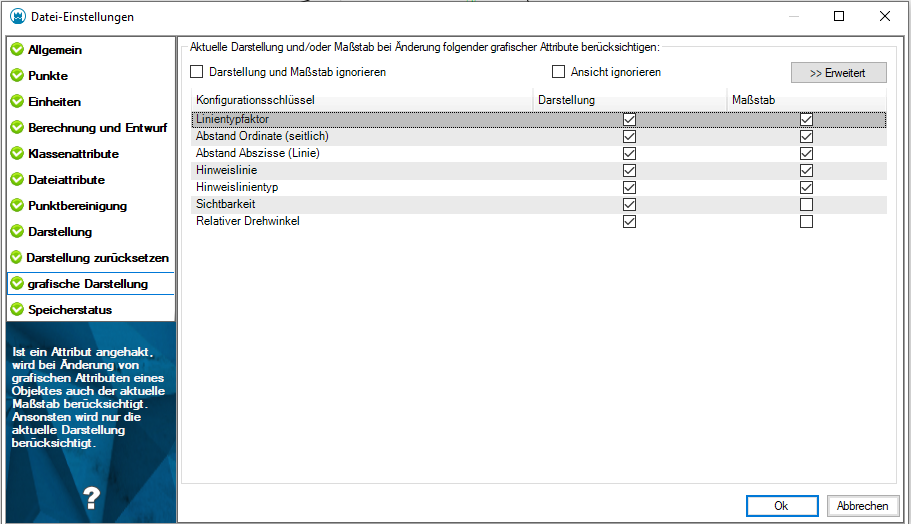 Datei-Einstellungen
Allgemein
Punkte
Einheiten
Berechnung und Entwurf
Klassenattribute
Dateiattribute
Punktbereinigung
Darstellung
Darstellung zurücksetzen
grafische Darstellung
Speicherstatus
Ist ein Attribut angehakt,
wird bei Änderung von
grafischen Attributen eines
Objektes auch der aktuelle
Maßstab berücksichtigt.
Ansonsten wird nur die
aktuelle Darstellung
berücksichtigt.
?
Aktuelle Darstellung und/oder Maßstab bei Änderung folgender grafischer Attribute berücksichtigen:
Darstellung und Maßstab ignorieren Ansicht ignorieren >> Erweitert
Konfigurationsschlüssel Darstellung Maßstab
Linientypfaktor
Abstand Ordinate (seitlich)
Abstand Abszisse (Linie)
Hinweislinie
Hinweislinientyp
Sichtbarkeit
Relativer Drehwinkel
Ok Abbrechen